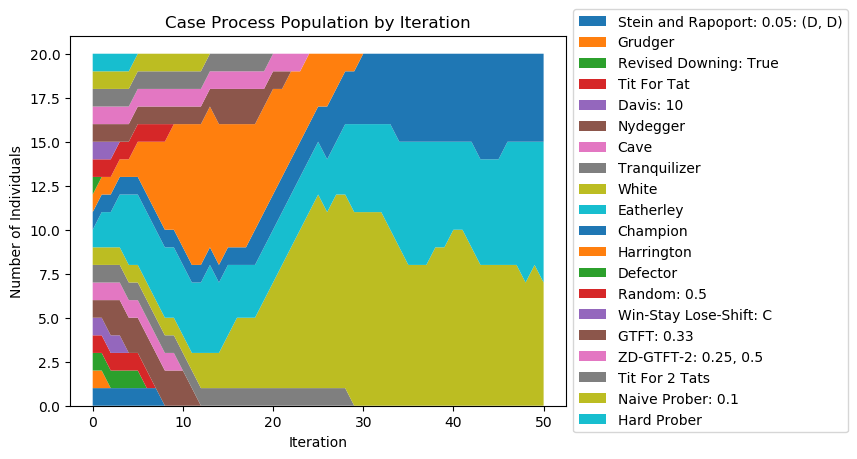 Case Process Population by Iteration
20.0
17.5
15.0
12.5
10.0
7.5
5.0
2.5
0.0
Number of Individuals
0
10
20
30
40
50
Iteration
Stein and Rapoport: 0.05: (D, D)
Grudger
Revised Downing: True
Tit For Tat
Davis: 10
Nydegger
Cave
Tranquilizer
White
Eatherley
Champion
Harrington
Defector
Random: 0.5
Win-Stay Lose-Shift: C
GTFT: 0.33
ZD-GTFT-2: 0.25, 0.5
Tit For 2 Tats
Naive Prober: 0.1
Hard Prober